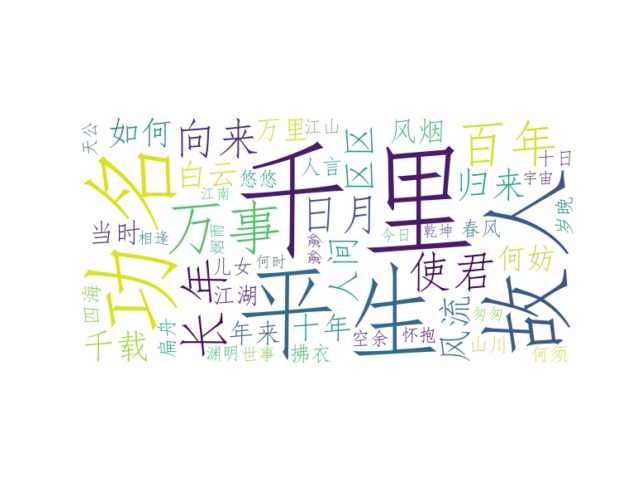 千里
平生
功名
故人
万事
百年
长年
使君
日月
向来
风流
归来
如何
白云
万里
江山
人言
区区
风烟
十日
宇宙
岁晚
春风
乾坤
今日
何妨
匆匆
山川
何须
怀抱
空余
十年
人间
拂衣
世事
渊明
年来
江湖
儿女
何时
烟雨
江南
悠悠
相逢
当时
天公
四海
千载
扁舟